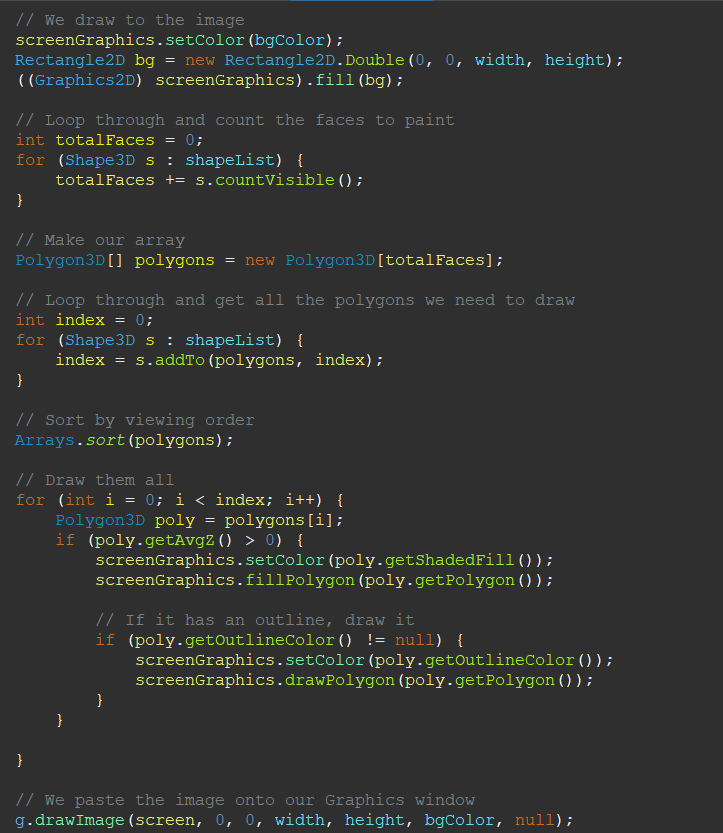 // We draw to the image
screenGraphics.setColor(bgColor);
Rectangle2D bg = new Rectangle2D.Double(0, 0, width, height);
((Graphics2D) screenGraphics).fill(bg);

// Loop through and count the faces to paint
int totalFaces = 0;
for (Shape3D s : shapeList) {
    totalFaces += s.countVisible();
}

// Make our array
Polygon3D[] polygons = new Polygon3D[totalFaces];

// Loop through and get all the polygons we need to draw
int index = 0;
for (Shape3D s : shapeList) {
    index = s.addTo(polygons, index);
}

// Sort by viewing order
Arrays.sort(polygons);

// Draw them all
for (int i = 0; i < index; i++) {
    Polygon3D poly = polygons[i];
    if (poly.getAvgZ() > 0) {
        screenGraphics.setColor(poly.getShadedFill());
        screenGraphics.fillPolygon(poly.getPolygon());

        // If it has an outline, draw it
        if (poly.getOutlineColor() != null) {
            screenGraphics.setColor(poly.getOutlineColor());
            screenGraphics.drawPolygon(poly.getPolygon());
        }
    }

}

// We paste the image onto our Graphics window
g.drawImage(screen, 0, 0, width, height, bgColor, null);